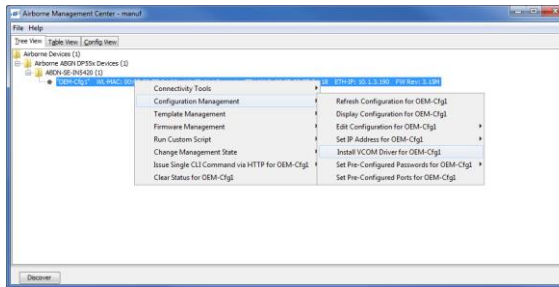 Airborne Management Center - manuf
File Help
Tree View Table View Config View
Airborne Devices (1)
Airborne ABGN DP55x Devices (1)
ABDN-SE-IN5420 (1)
"OEM-Cfg1" WL-MAC: ETH-IP: 10.1.3.190 FW Rev: 3.13M
Connectivity Tools
Configuration Management
Template Management
Firmware Management
Run Custom Script
Change Management State
Issue Single CLI Command via HTTP for OEM-Cfg1
Clear Status for OEM-Cfg1
Refresh Configuration for OEM-Cfg1
Display Configuration for OEM-Cfg1
Edit Configuration for OEM-Cfg1
Set IP Address for OEM-Cfg1
Install VCOM Driver for OEM-Cfg1
Set Pre-Configured Passwords for OEM-Cfg1
Set Pre-Configured Ports for OEM-Cfg1
Discover